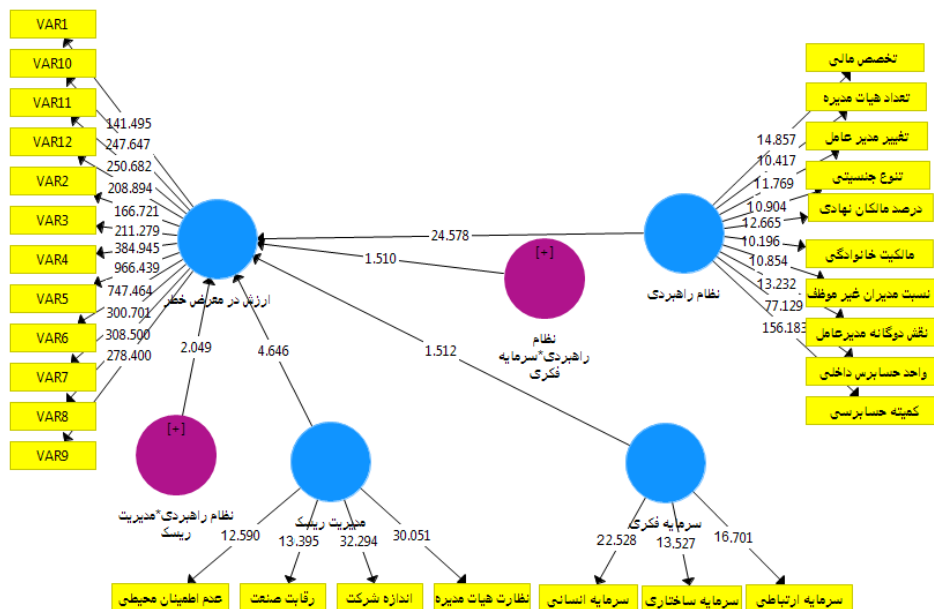 VAR1
VAR10
VAR11
VAR12
VAR2
VAR3
VAR4
VAR5
VAR6
VAR7
VAR8
VAR9
141.495
247.647
250.682
208.894
166.721
211.279
384.945
966.439
747.464
300.701
308.500
278.400
ارزش در معرض خطر
24.578
1.510
2.049
4.646
1.512
[+]
نظام
راهبردی*سرمایه
فکری
نظام راهبردی
14.857
10.417
11.769
10.904
12.665
10.196
10.854
13.232
77.129
156.183
تخصص مالی
تعداد هیات مدیره
تغییر مدیر عامل
تنوع جنسیتی
درصد مالکان نهادی
مالکیت خانوادگی
نسبت مدیران غیر موظف
نقش دوگانه مدیرعامل
واحد حسابرس داخلی
کمیته حسابرسی
[+]
نظام راهبردی*مدیریت
ریسک
مدیریت ریسک
12.590
13.395
32.294
30.051
سرمایه فکری
22.528
13.527
16.701
عدم اطمینان محیطی
رقابت صنعت
اندازه شرکت
نظارت هیات مدیره
سرمایه انسانی
سرمایه ساختاری
سرمایه ارتباطی